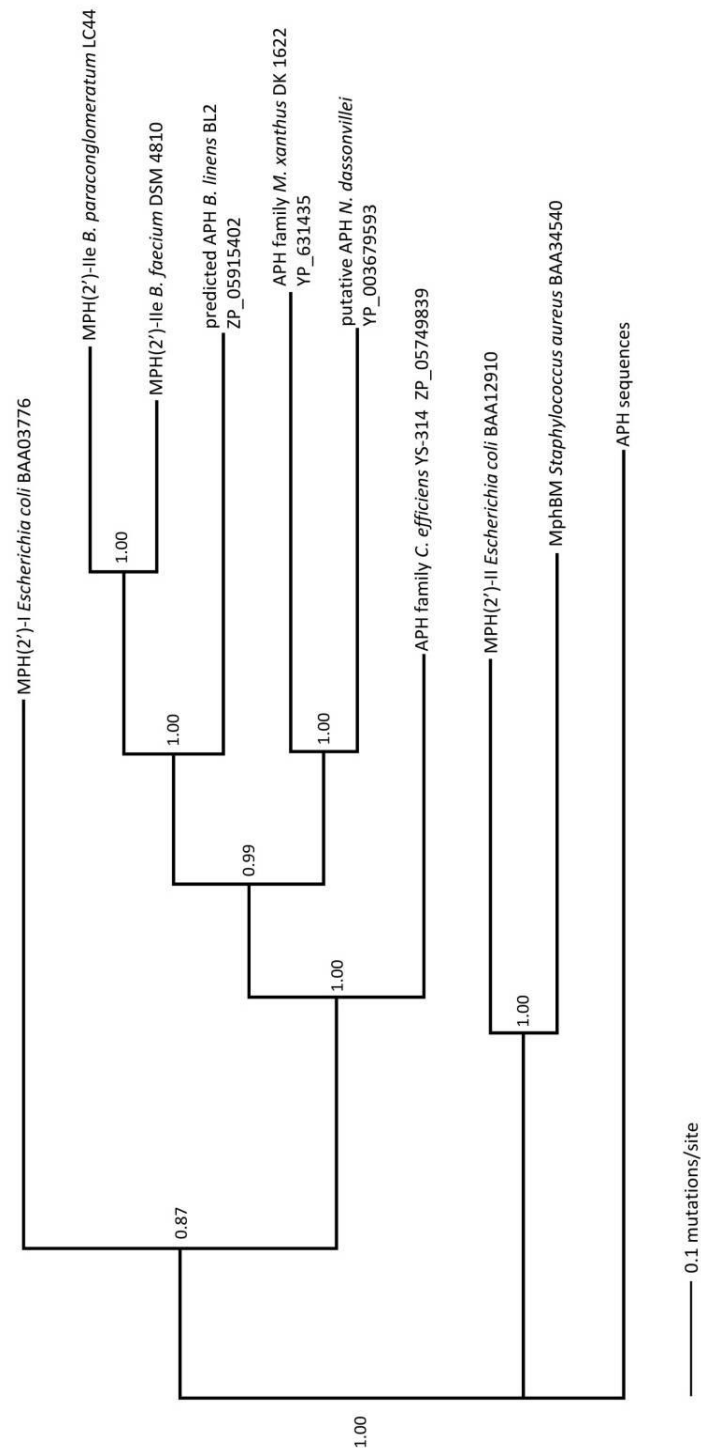 MPH(2')-I Escherichia coli BAA03776
MPH(2')-IIe B. paraconglomeratum LC44
1.00
MPH(2')-IIe B. faecium DSM 4810
1.00
predicted APH B. linens BL2
ZP_05915402
0.99
APH family M. xanthus DK 1622
YP_631435
1.00
putative APH N. dassonvillei
YP_003679593
1.00
APH family C. efficiens YS-314 ZP_05749839
0.87
MPH(2')-II Escherichia coli BAA12910
1.00
MphBM Staphylococcus aureus BAA34540
APH sequences
1.00
0.1 mutations/site